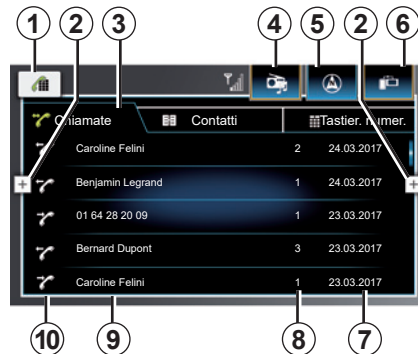 1 2 3 4 5 2 6
Chiamate Contatti Tastier. numer.
Caroline Felini 2 24.03.2017
Benjamin Legrand 1 24.03.2017
01 64 28 20 09 1 23.03.2017
Bernard Dupont 3 23.03.2017
Caroline Felini 1 23.03.2017
10 9 8 7